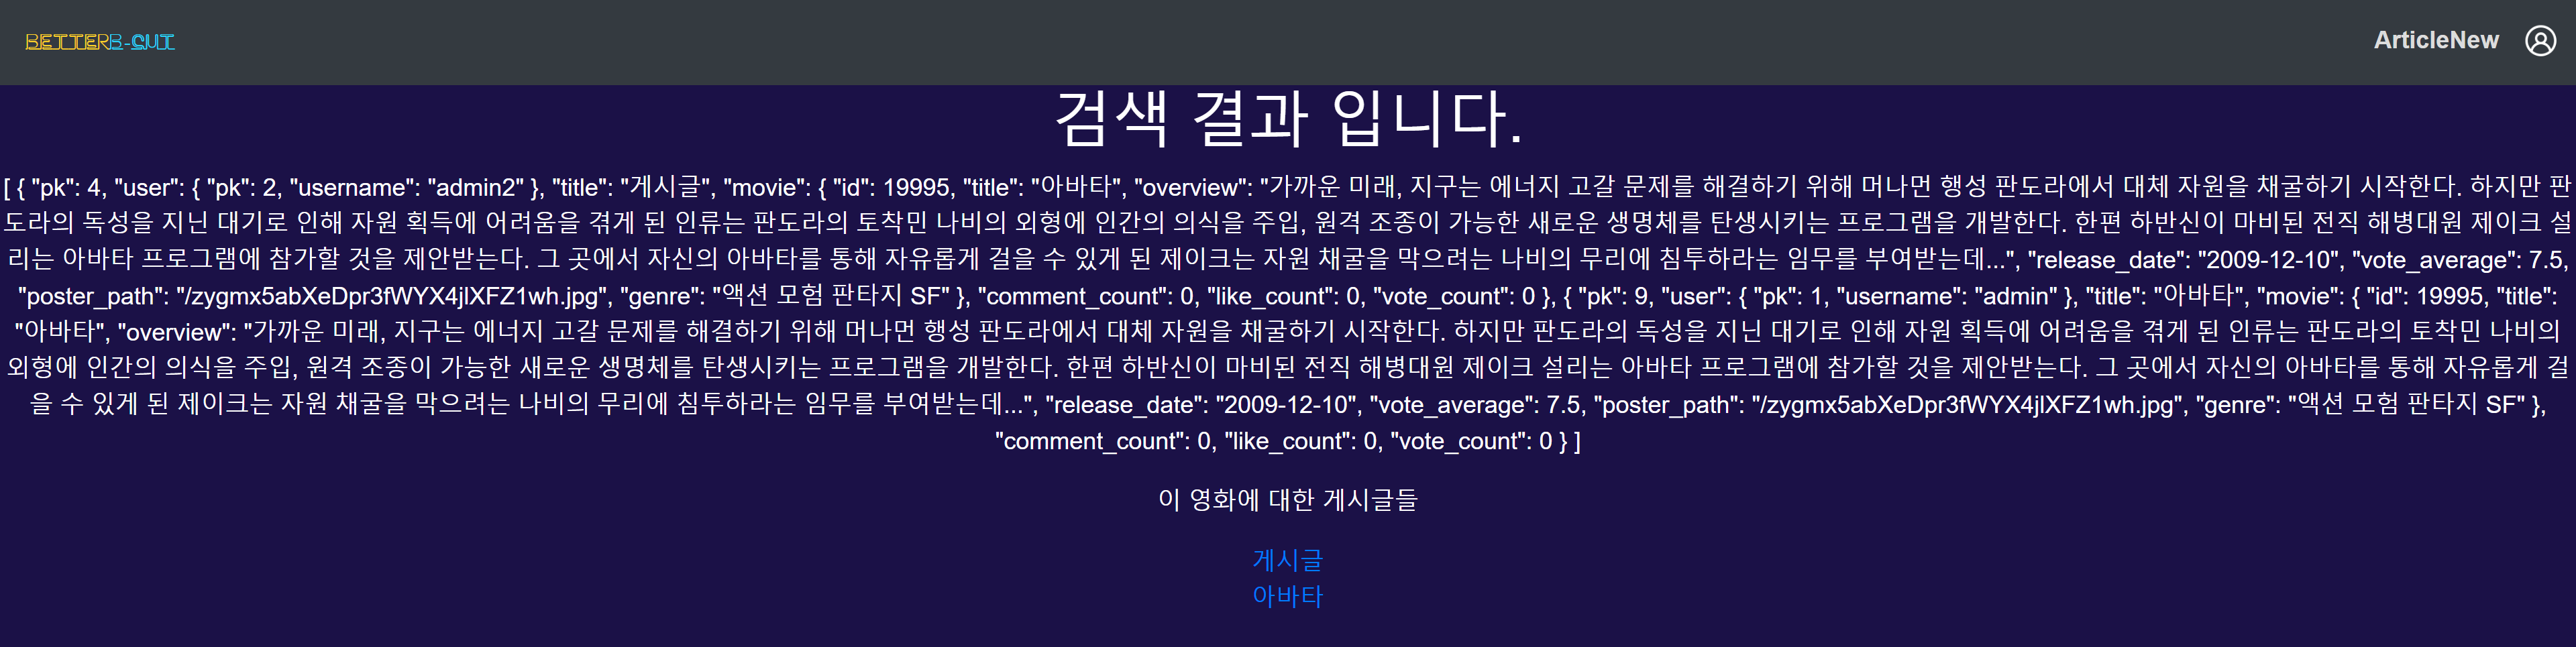 BETTERB-CUT
ArticleNew
검색 결과 입니다.
[ { "pk": 4, "user": { "pk": 2, "username": "admin2" }, "title": "게시글", "movie": { "id": 19995, "title": "아바타", "overview": "가까운 미래, 지구는 에너지 고갈 문제를 해결하기 위해 머나먼 행성 판도라에서 대체 자원을 채굴하기 시작한다. 하지만 판
도라의 독성을 지닌 대기로 인해 자원 획득에 어려움을 겪게 된 인류는 판도라의 토착민 나비의 외형에 인간의 의식을 주입, 원격 조종이 가능한 새로운 생명체를 탄생시키는 프로그램을 개발한다. 한편 하반신이 마비된 전직 해병대원 제이크 설
리는 아바타 프로그램에 참가할 것을 제안받는다. 그 곳에서 자신의 아바타를 통해 자유롭게 걸을 수 있게 된 제이크는 자원 채굴을 막으려는 나비의 무리에 침투하라는 임무를 부여받는데...", "release_date": "2009-12-10", "vote_average": 7.5,
"poster_path": "/zygmx5abXeDpr3fWYX4jlXFZ1wh.jpg", "genre": "액션 모험 판타지 SF" }, "comment_count": 0, "like_count": 0, "vote_count": 0 }, { "pk": 9, "user": { "pk": 1, "username": "admin" }, "title": "아바타", "movie": { "id": 19995, "title":
"아바타", "overview": "가까운 미래, 지구는 에너지 고갈 문제를 해결하기 위해 머나먼 행성 판도라에서 대체 자원을 채굴하기 시작한다. 하지만 판도라의 독성을 지닌 대기로 인해 자원 획득에 어려움을 겪게 된 인류는 판도라의 토착민 나비의
외형에 인간의 의식을 주입, 원격 조종이 가능한 새로운 생명체를 탄생시키는 프로그램을 개발한다. 한편 하반신이 마비된 전직 해병대원 제이크 설리는 아바타 프로그램에 참가할 것을 제안받는다. 그 곳에서 자신의 아바타를 통해 자유롭게 걸
을 수 있게 된 제이크는 자원 채굴을 막으려는 나비의 무리에 침투하라는 임무를 부여받는데...", "release_date": "2009-12-10", "vote_average": 7.5, "poster_path": "/zygmx5abXeDpr3fWYX4jlXFZ1wh.jpg", "genre": "액션 모험 판타지 SF" },
"comment_count": 0, "like_count": 0, "vote_count": 0 } ]
이 영화에 대한 게시글들
게시글
아바타